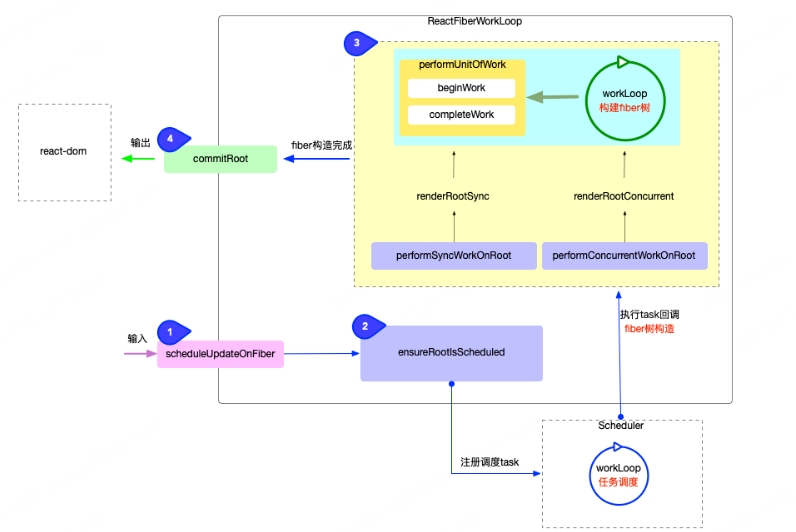 ReactFiberWorkLoop
3
performUnitOfWork
beginWork
completeWork
workLoop
构建fiber树
react-dom
输出
4
commitRoot
fiber构造完成
renderRootSync
renderRootConcurrent
performSyncWorkOnRoot
performConcurrentWorkOnRoot
执行task回调
fiber树构造
输入
1
scheduleUpdateOnFiber
2
ensureRootIsScheduled
注册调度task
Scheduler
workLoop
任务调度